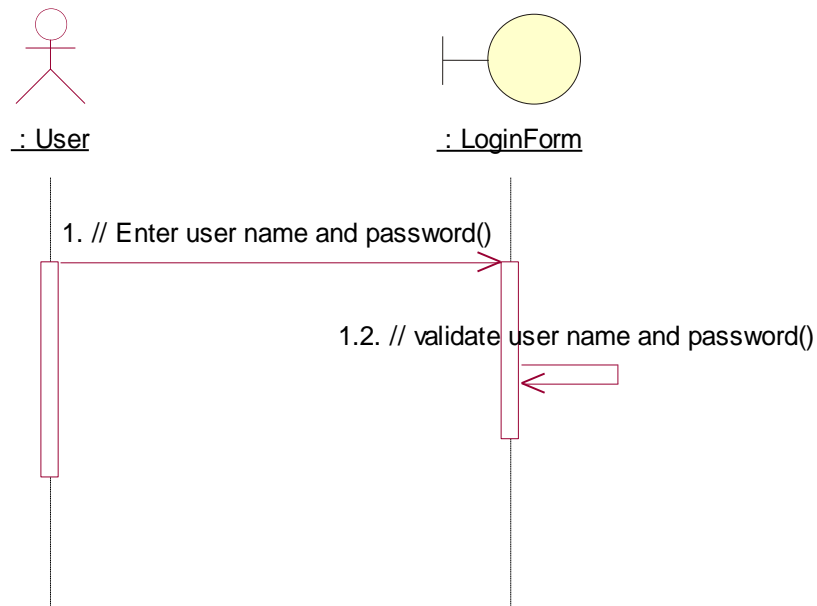 : User
: LoginForm
1. // Enter user name and password()
1.2. // validate user name and password()